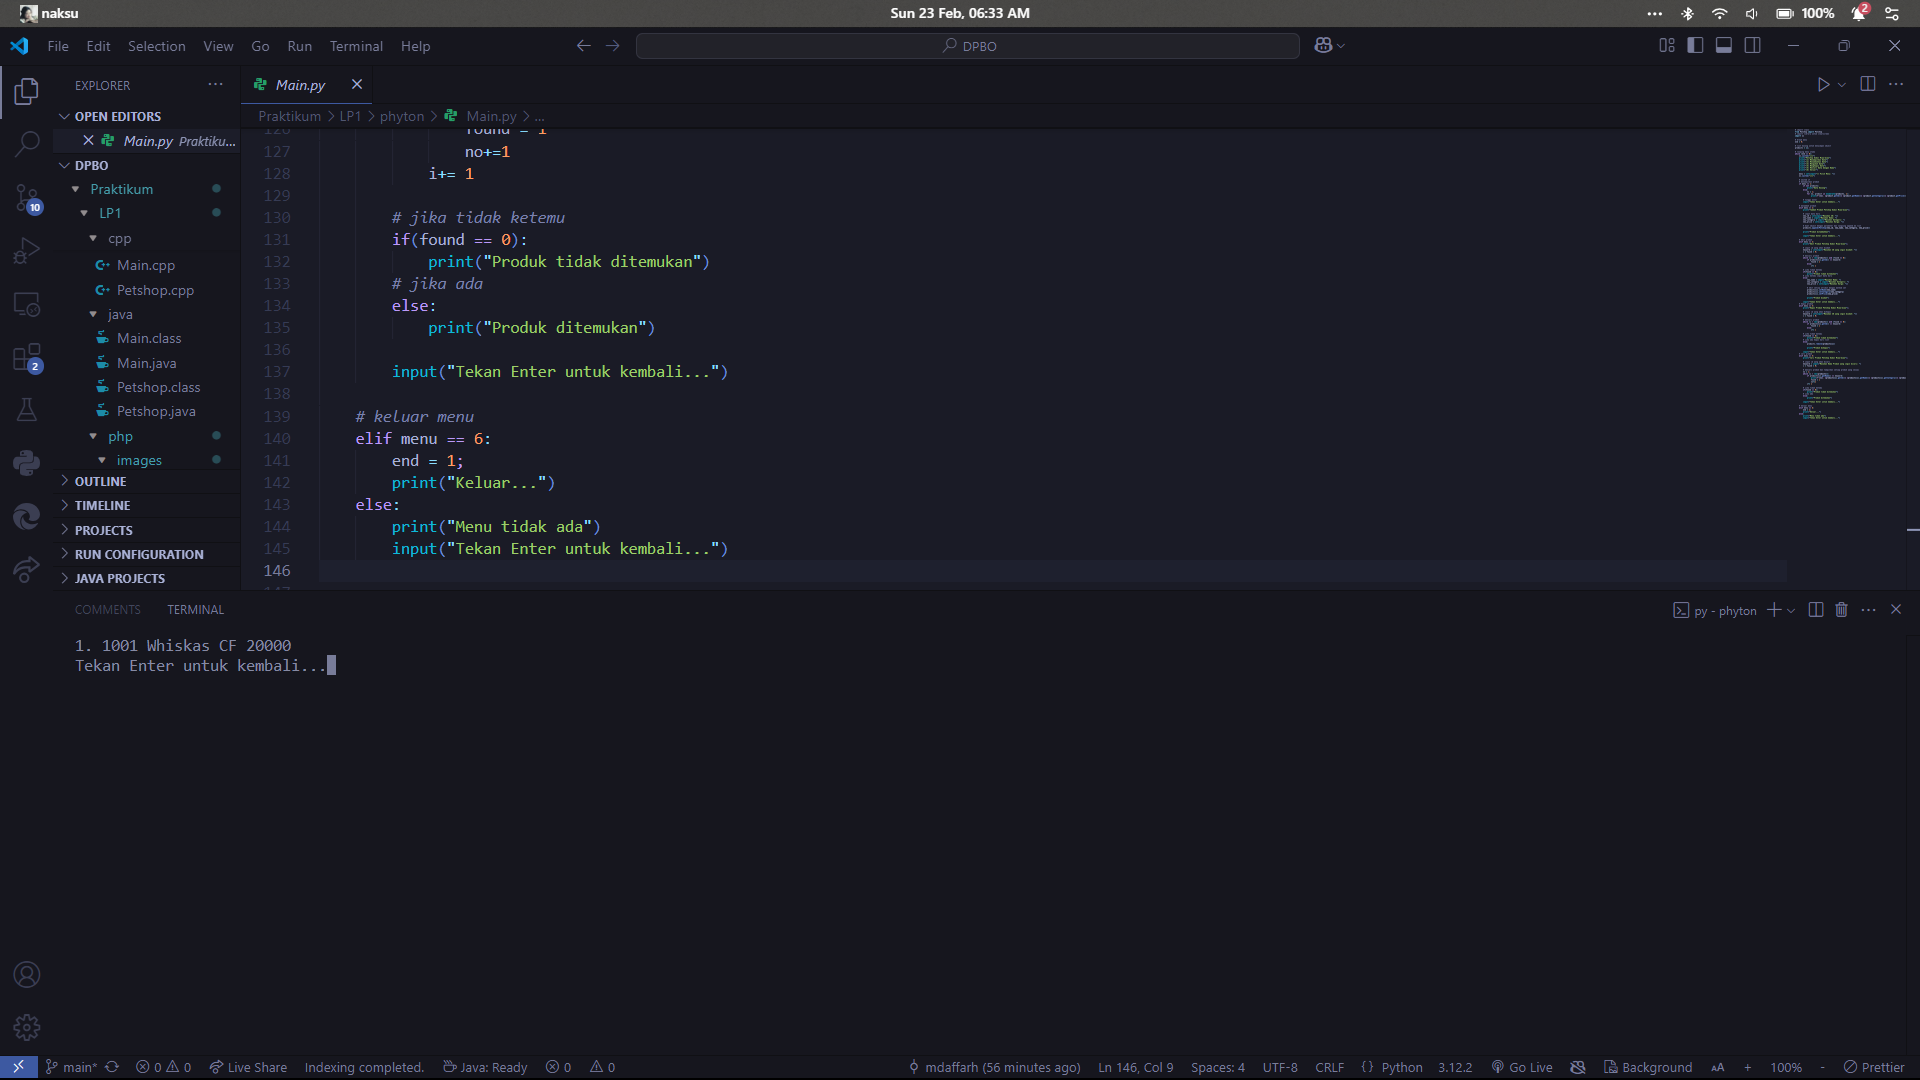 naksu
Sun 23 Feb, 06:33 AM
100%
2
File Edit Selection View Go Run Terminal Help
DPBO
EXPLORER
OPEN EDITORS
Main.py Praktiku...
DPBO
Praktikum
LP1
cpp
Main.cpp
Petshop.cpp
java
Main.class
Main.java
Petshop.class
Petshop.java
php
images
OUTLINE
TIMELINE
PROJECTS
RUN CONFIGURATION
JAVA PROJECTS
10
2
Main.py
Praktikum > LP1 > phyton > Main.py > ...
126 found = 1
127 no+=1
128 i+= 1
129
130 # jika tidak ketemu
131 if(found == 0):
132 print("Produk tidak ditemukan")
133 # jika ada
134 else:
135 print("Produk ditemukan")
136
137 input("Tekan Enter untuk kembali...")
138
139 # keluar menu
140 elif menu == 6:
141 end = 1;
142 print("Keluar...")
143 else:
144 print("Menu tidak ada")
145 input("Tekan Enter untuk kembali...")
146
COMMENTS TERMINAL
py - phyton
1. 1001 Whiskas CF 20000
Tekan Enter untuk kembali...
main* 0 0 Live Share Indexing completed. Java: Ready 0 0 mdaffarh (56 minutes ago) Ln 146, Col 9 Spaces: 4 UTF-8 CRLF {} Python 3.12.2 Go Live Background AA + 100% - Prettier